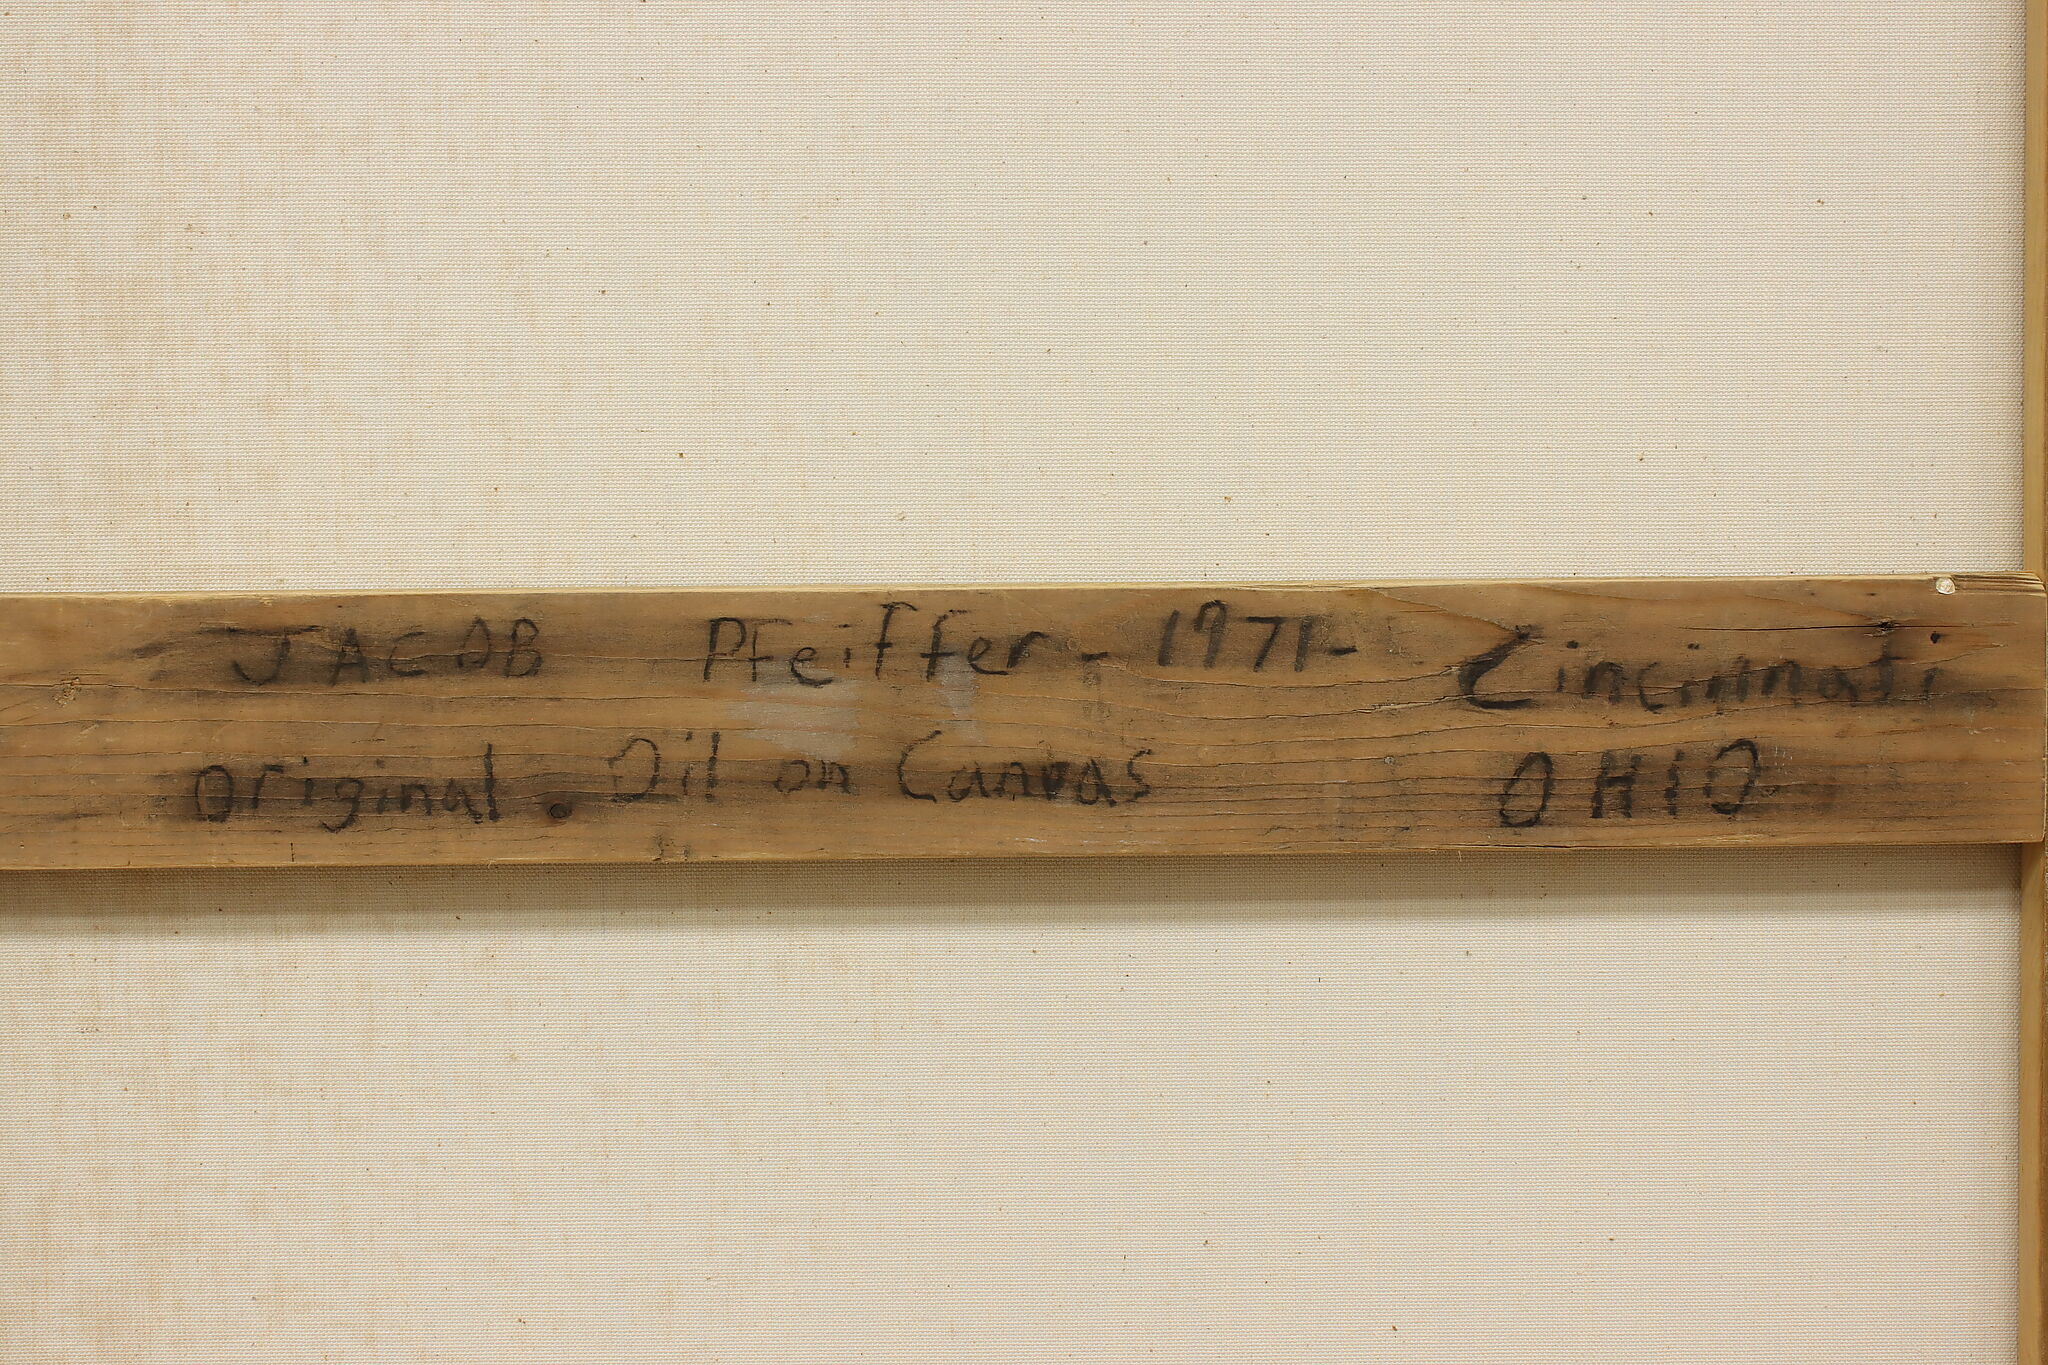 JACOB Pfeiffer - 1971 - Cincinnati
Original. Oil on Canvas OHIO